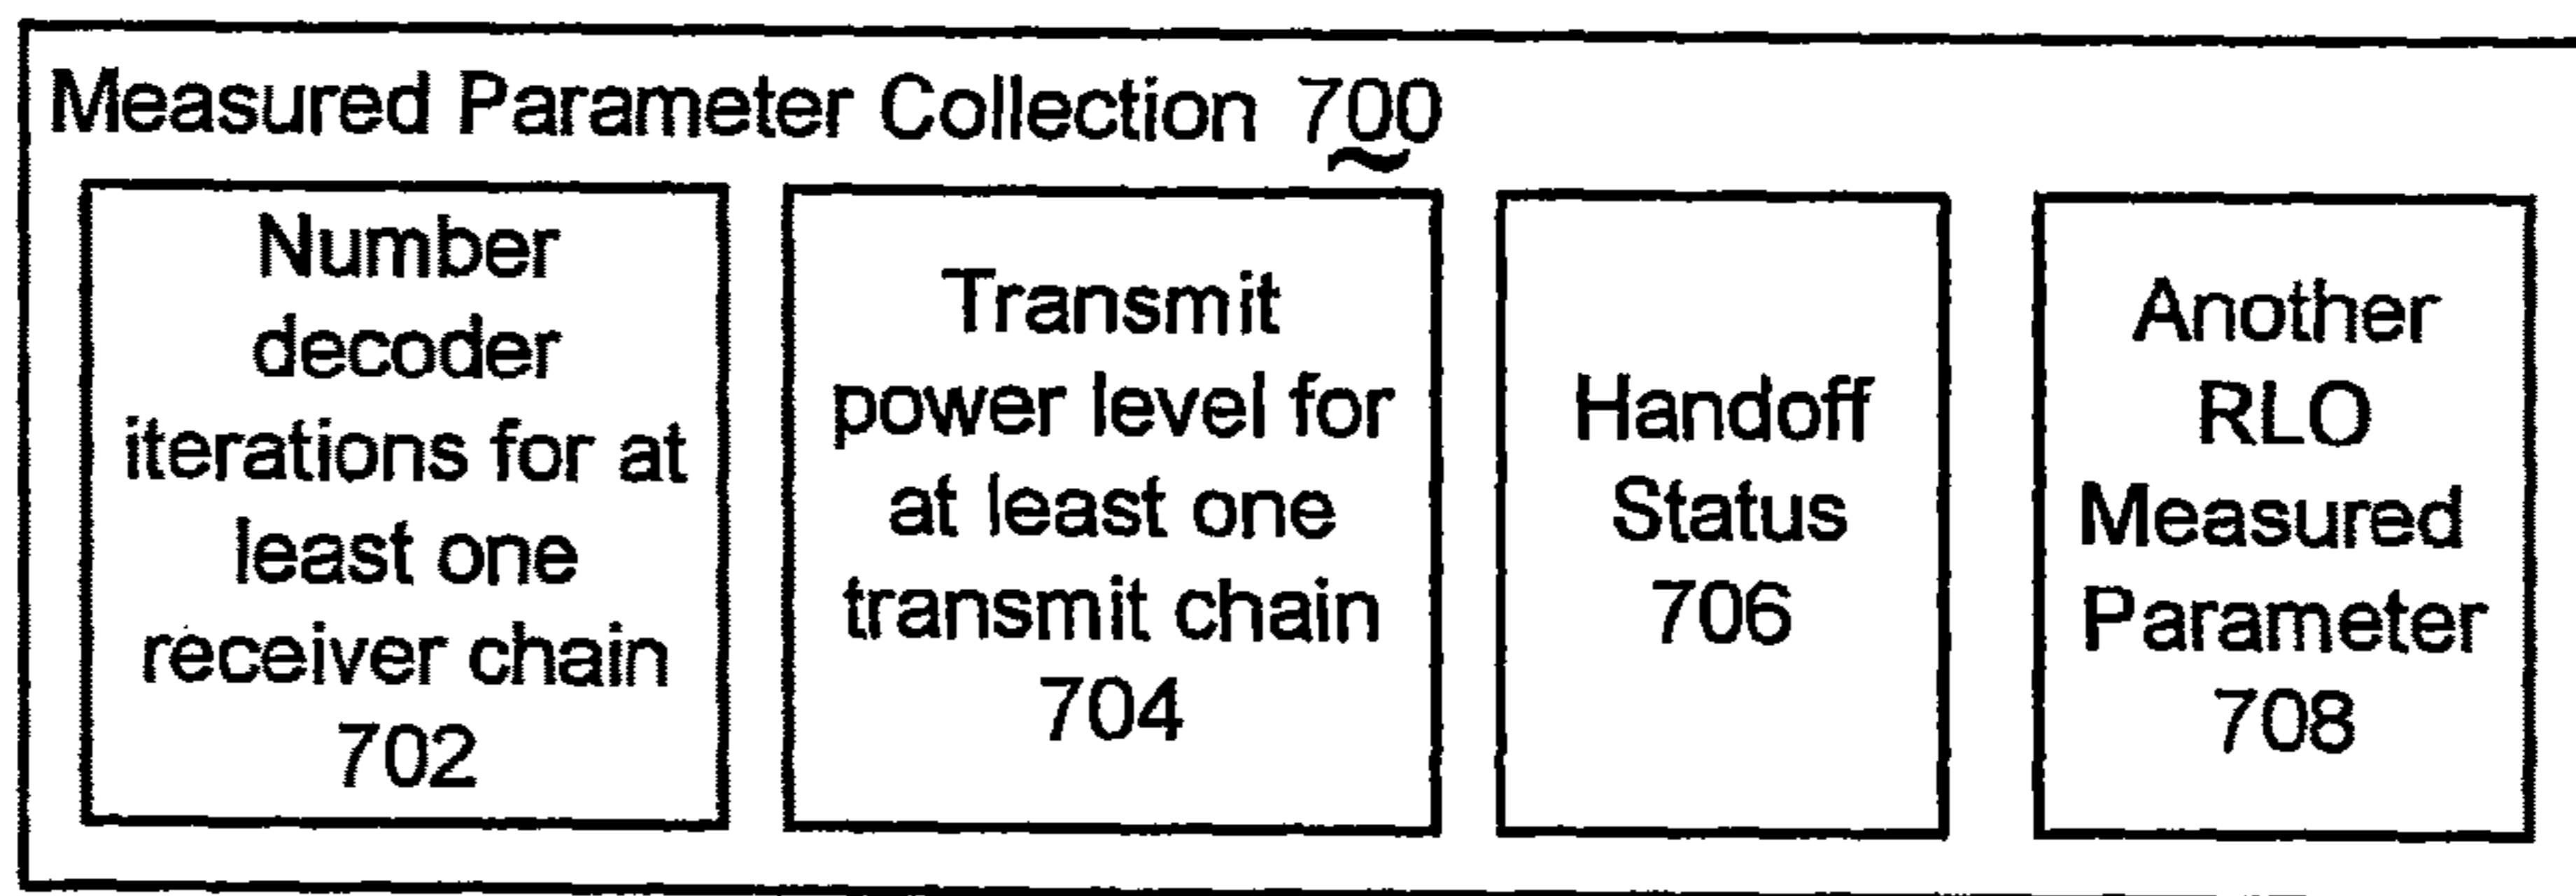 Measured Parameter Collection 700
Number
decoder
iterations for at
least one
receiver chain
702
Transmit
power level for
at least one
transmit chain
704
Handoff
Status
706
Another
RLO
Measured
Parameter
708